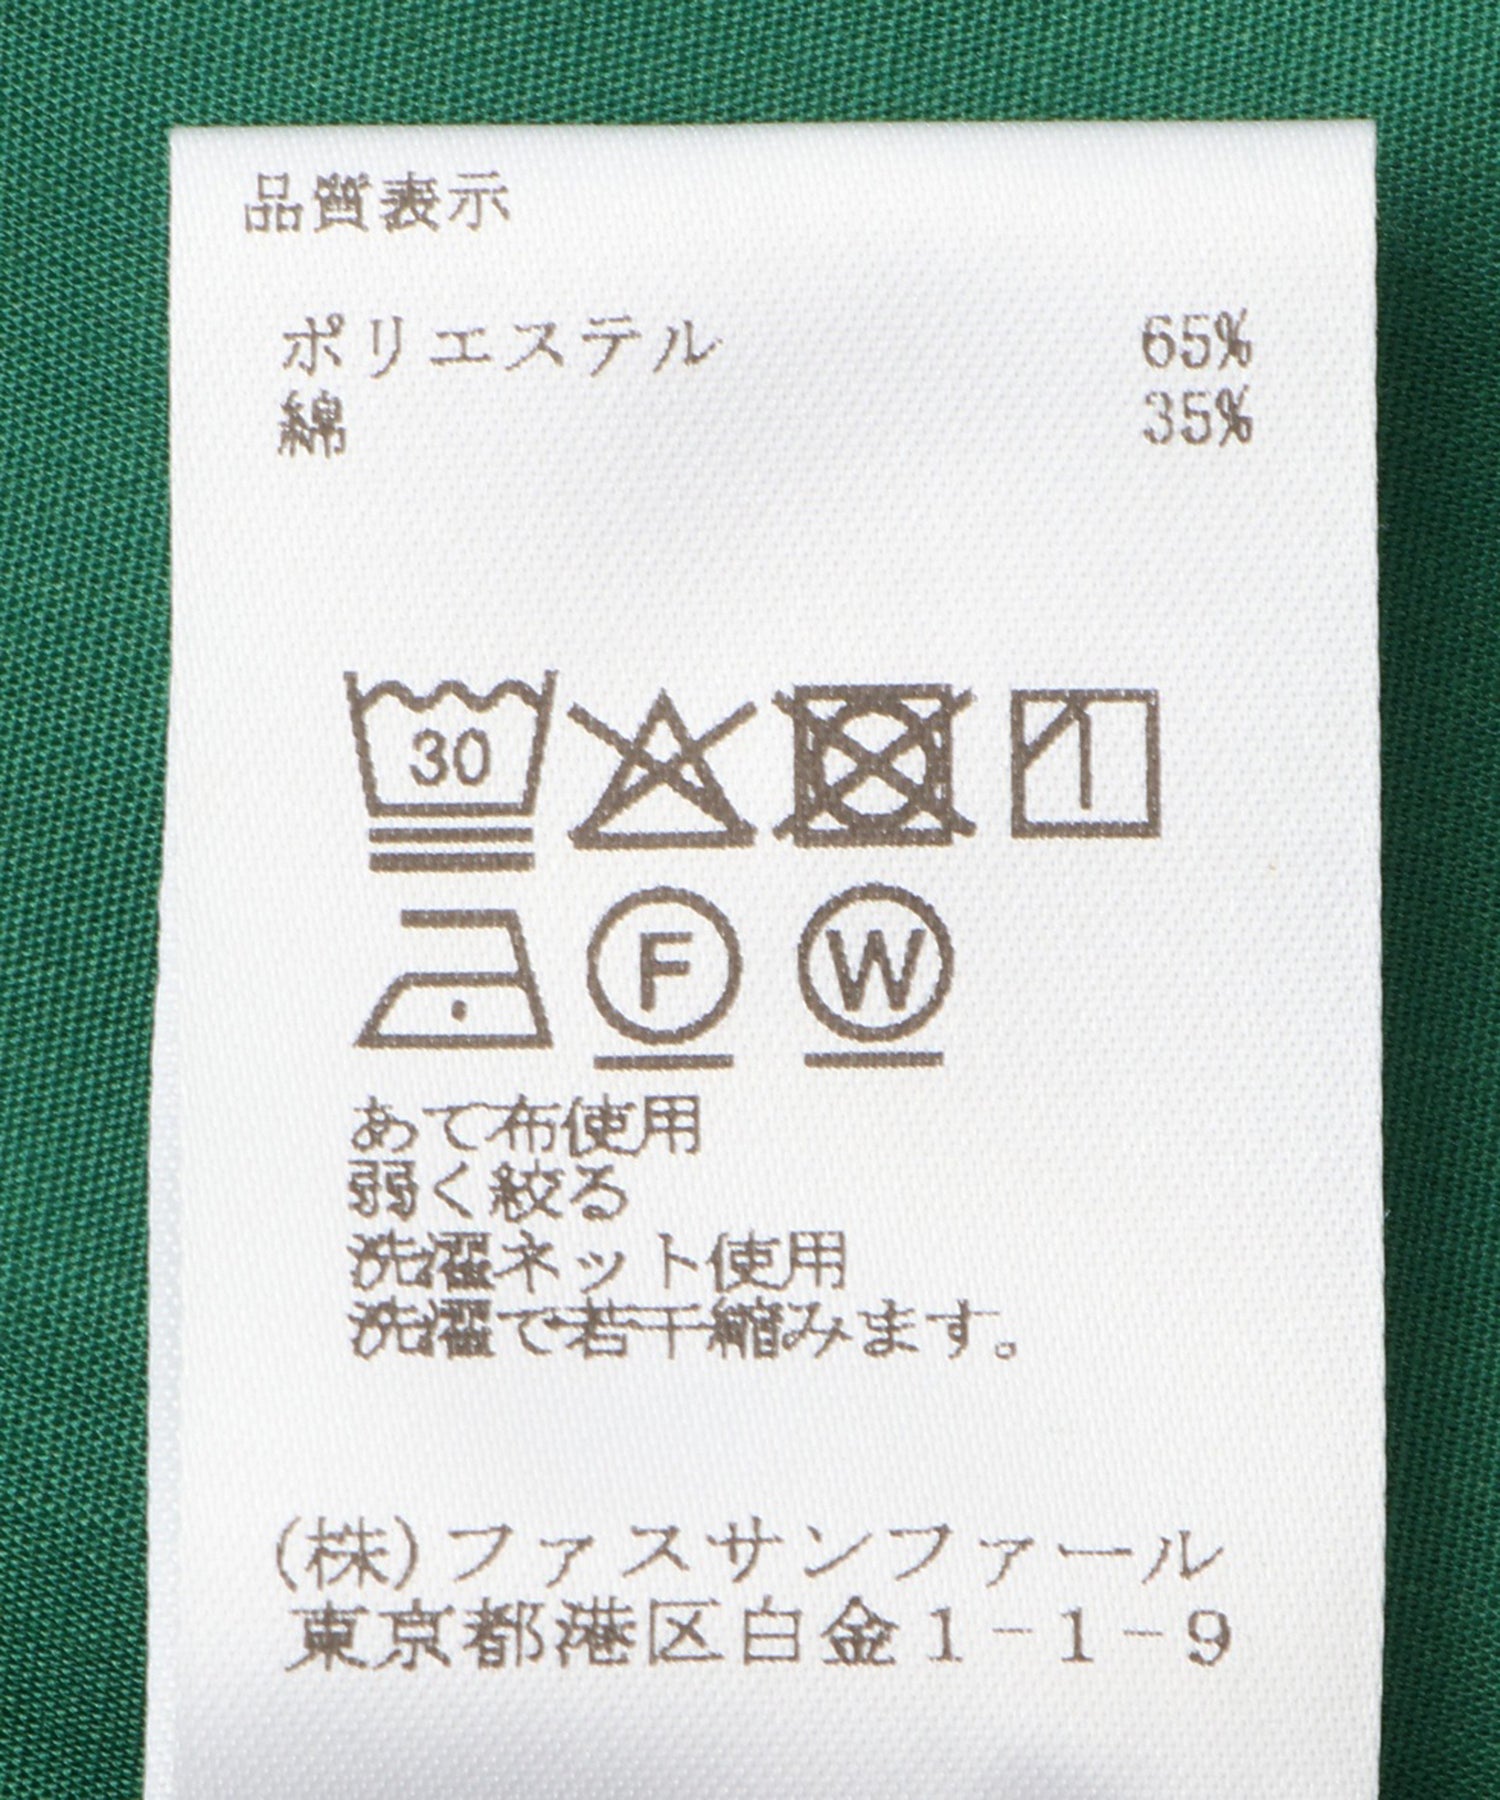 品質表示
ポリエステル 65%
綿 35%
30
F W
あて布使用
弱く絞る
洗濯ネット使用
洗濯で若干縮みます。
(株)ファスサンファール
東京都港区白金1-1-9